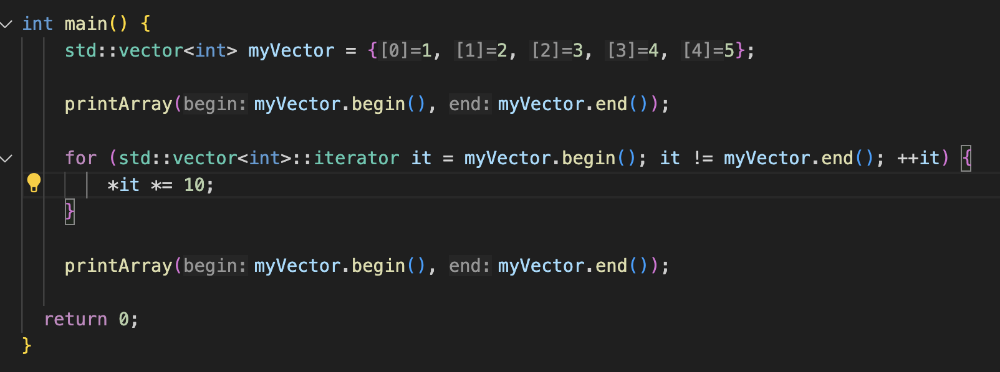 int main() {
std::vector<int> myVector = {[0]=1, [1]=2, [2]=3, [3]=4, [4]=5};
printArray(begin: myVector.begin(), end: myVector.end());
for (std::vector<int>::iterator it = myVector.begin(); it != myVector.end(); ++it) {
*it *= 10;
}
printArray(begin: myVector.begin(), end: myVector.end());
return 0;
}